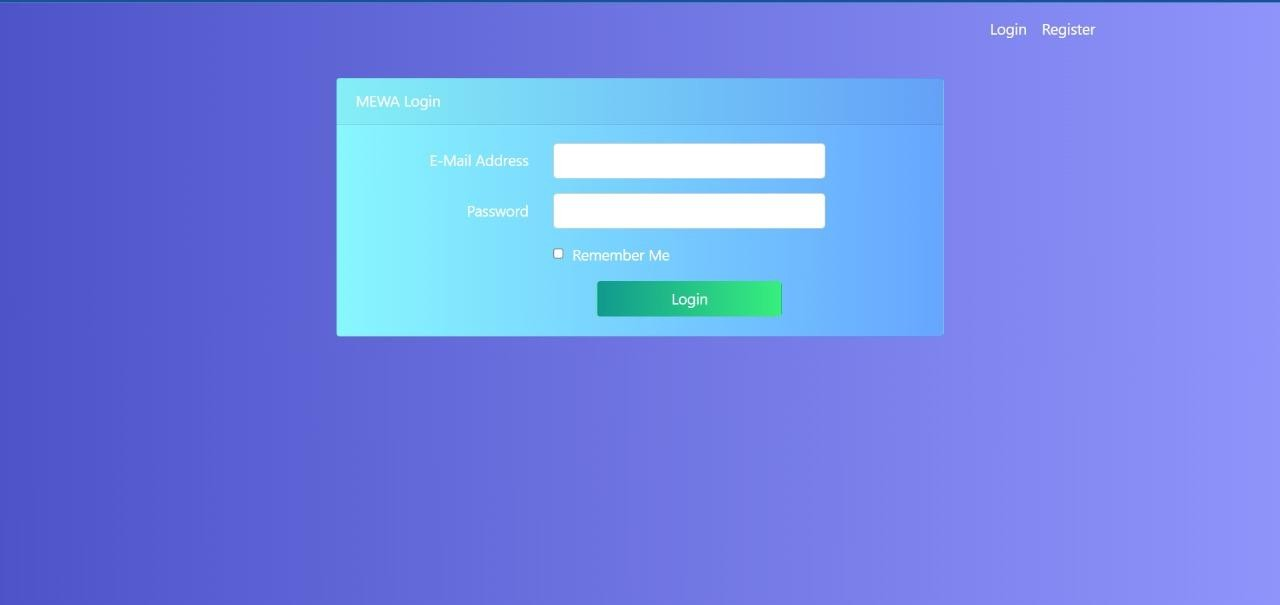 Login Register
MEWA Login
E-Mail Address
Password
Remember Me
Login